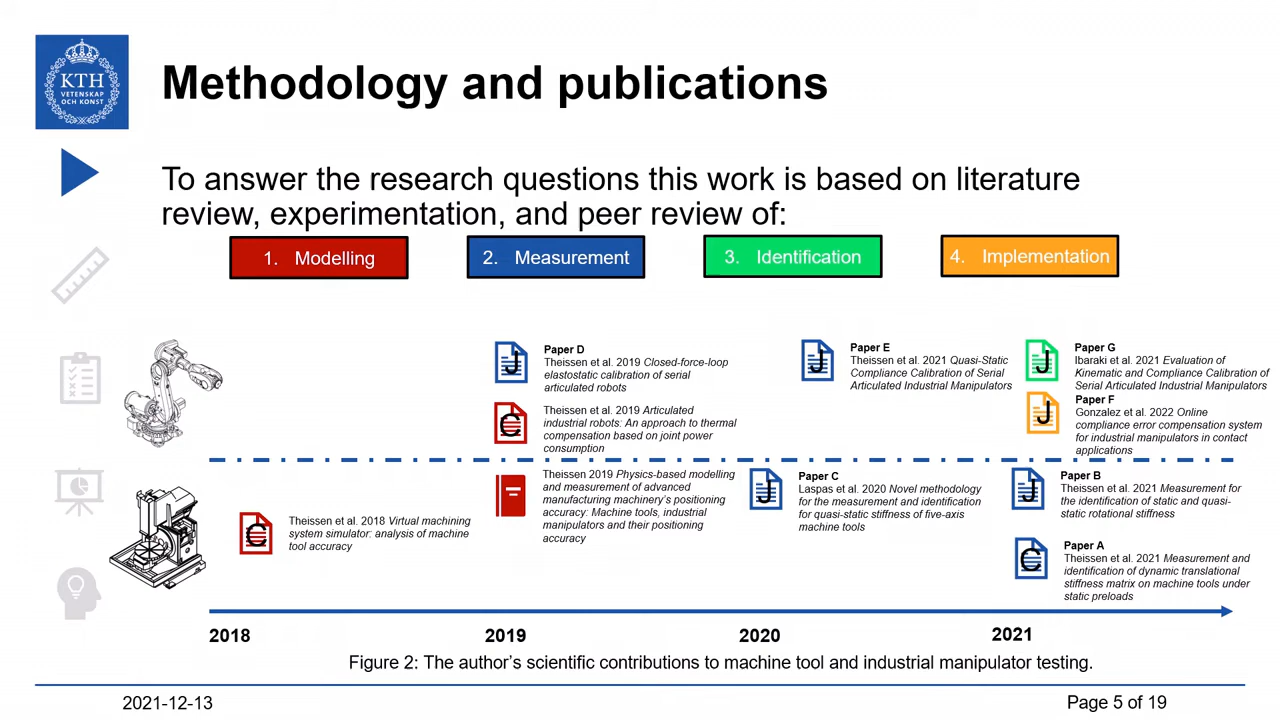 KTH
VETENSKAP
OCH KONST
Methodology and publications
To answer the research questions this work is based on literature
review, experimentation, and peer review of:
1. Modelling
2. Measurement
3. Identification
4. Implementation
J
Paper D
Theissen et al. 2019 Closed-force-loop
elastostatic calibration of serial
articulated robots
J
Paper E
Theissen et al. 2021 Quasi-Static
Compliance Calibration of Serial
Articulated Industrial Manipulators
J
Paper G
Ibaraki et al. 2021 Evaluation of
Kinematic and Compliance Calibration of
Serial Articulated Industrial Manipulators
C
Theissen et al. 2019 Articulated
industrial robots: An approach to thermal
compensation based on joint power
consumption
J
Paper F
Gonzalez et al. 2022 Online
compliance error compensation system
for industrial manipulators in contact
applications
Theissen 2019 Physics-based modelling
and measurement of advanced
manufacturing machinery's positioning
accuracy: Machine tools, industrial
manipulators and their positioning
accuracy
J
Paper C
Laspas et al. 2020 Novel methodology
for the measurement and identification
for quasi-static stiffness of five-axis
machine tools
J
Paper B
Theissen et al. 2021 Measurement for
the identification of static and quasi-
static rotational stiffness
C
Theissen et al. 2018 Virtual machining
system simulator: analysis of machine
tool accuracy
C
Paper A
Theissen et al. 2021 Measurement and
identification of dynamic translational
stiffness matrix on machine tools under
static preloads
2018
2019
2020
2021
Figure 2: The author's scientific contributions to machine tool and industrial manipulator testing.
2021-12-13
Page 5 of 19